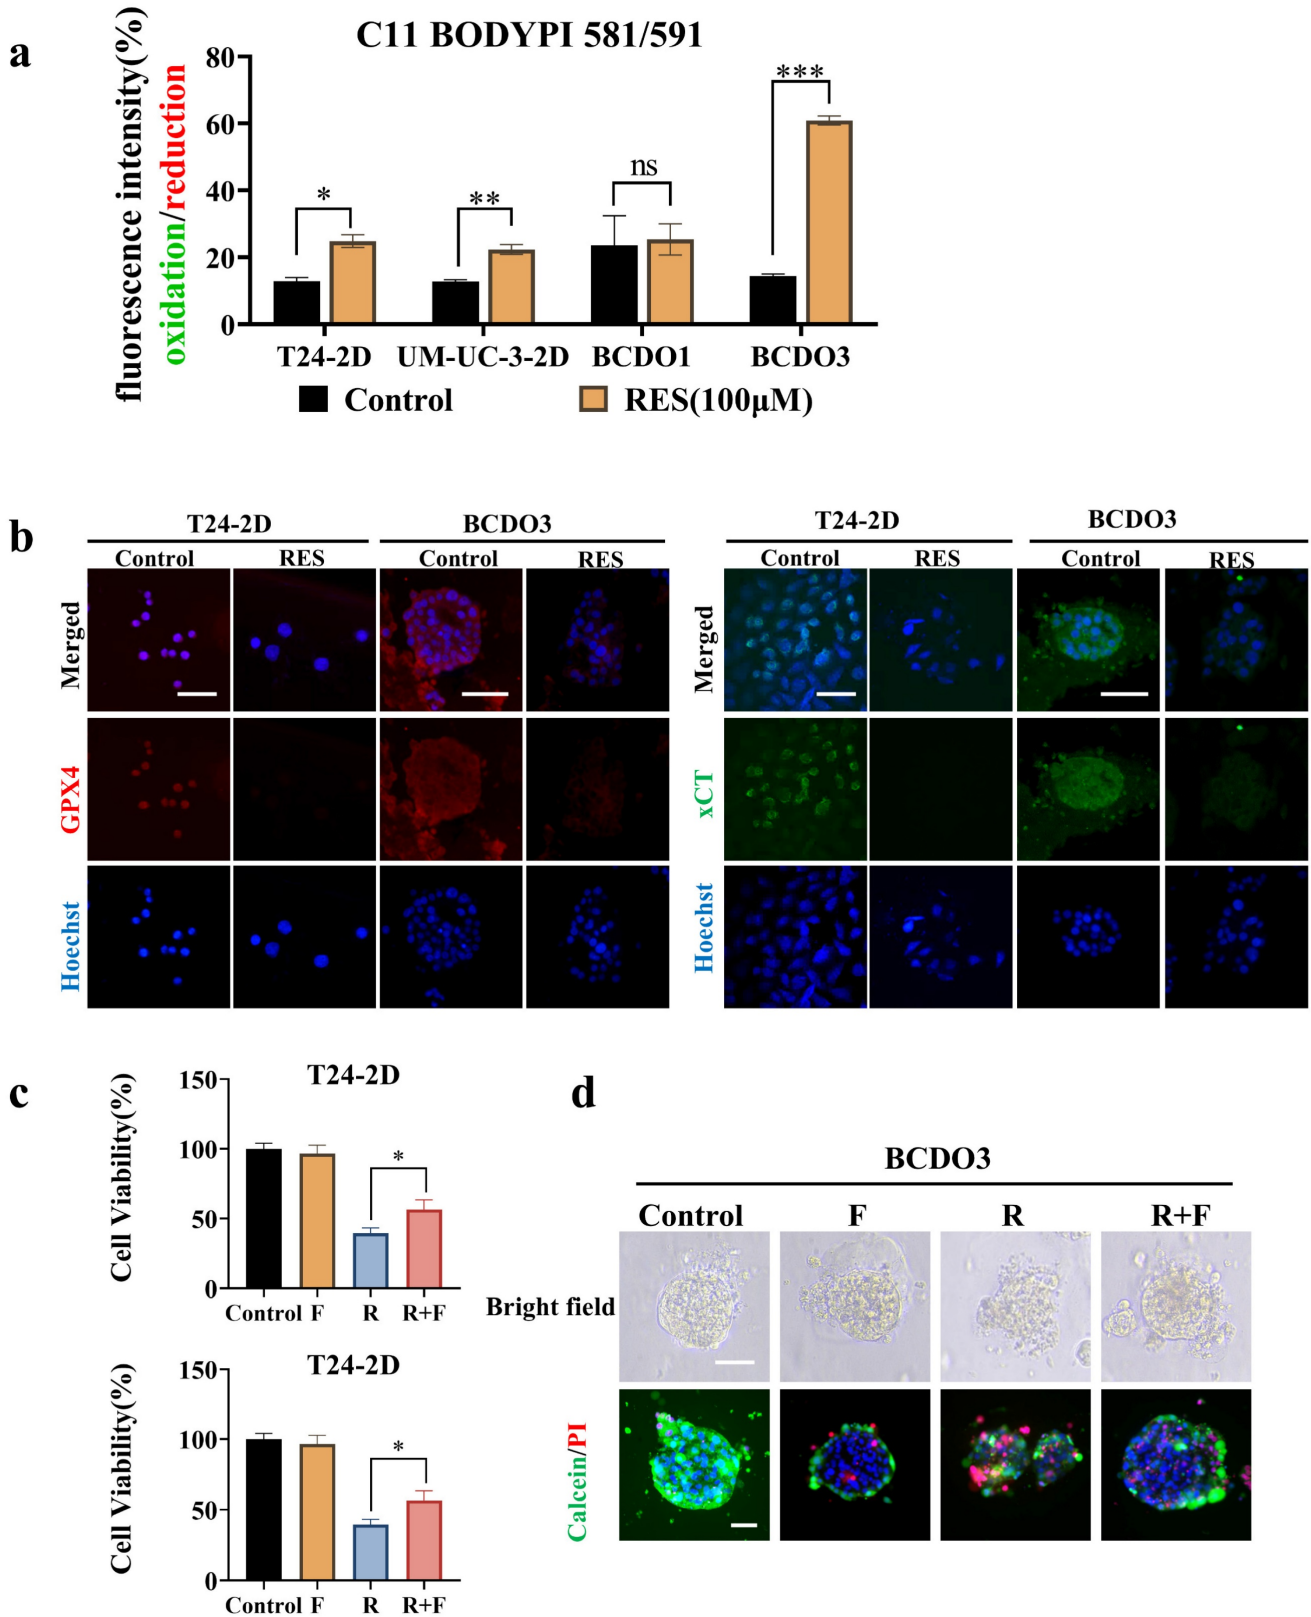 a
C11 BODYPI 581/591
fluorescence intensity(%)
oxidation/reduction
80
60
40
20
0
*
**
ns
***
T24-2D UM-UC-3-2D BCDO1 BCDO3
Control RES(100μM)
b
T24-2D BCDO3 T24-2D BCDO3
Control RES Control RES Control RES Control RES
Merged Merged
GPX4 xCT
Hoechst Hoechst
c
T24-2D
Cell Viability(%)
150
100
50
0
*
Control F R R+F
T24-2D
Cell Viability(%)
150
100
50
0
*
Control F R R+F
d
BCDO3
Control F R R+F
Bright field
Calcein/PI